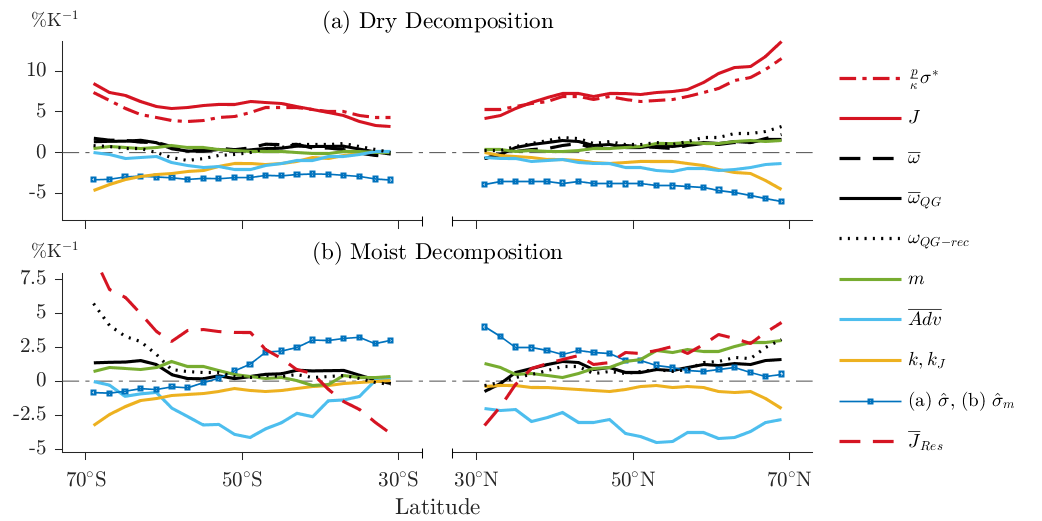 %K⁻¹
(a) Dry Decomposition
10
5
0
-5
%K⁻¹
(b) Moist Decomposition
7.5
5
2.5
0
-2.5
-5
70°S
50°S
30°S
30°N
50°N
70°N
Latitude
p/κ σ*
J
ω̅
ω̅_QG
ω_QG−rec
m
A̅d̅v̅
k, k_J
(a) σ̂, (b) σ̂_m
J̅_Res